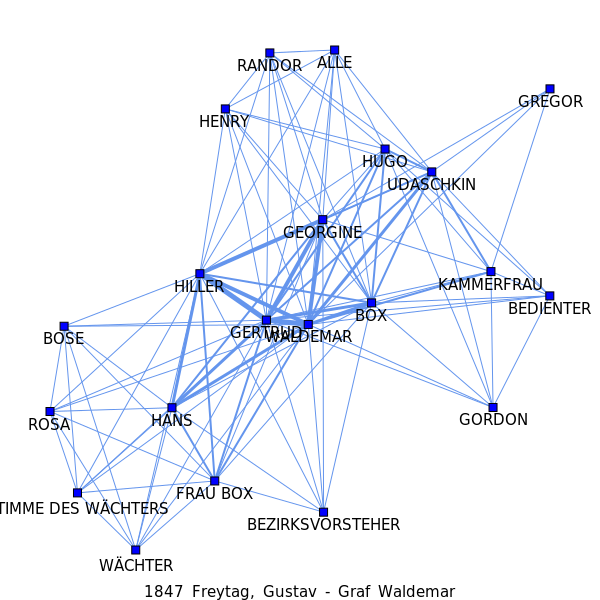 RANDOR
ALLE
GREGOR
HENRY
HUGO
UDASCHKIN
GEORGINE
HILLER
KAMMERFRAU
BEDIENTER
BOX
GERTRUD
WALDEMAR
BOSE
ROSA
HANS
GORDON
FRAU BOX
TIMME DES WÄCHTERS
BEZIRKSVORSTEHER
WÄCHTER
1847 Freytag, Gustav - Graf Waldemar